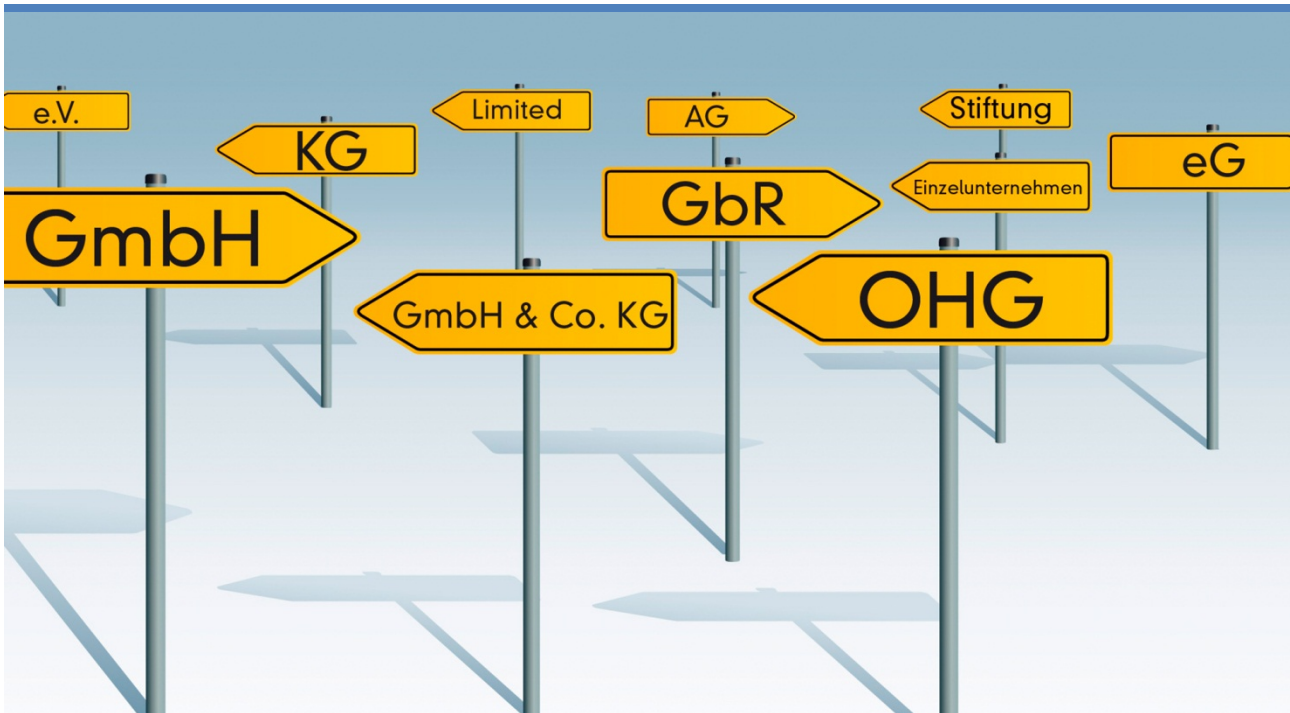 e.V.
KG
Limited
AG
Stiftung
eG
Einzelunternehmen
GmbH
GbR
GmbH & Co. KG
OHG